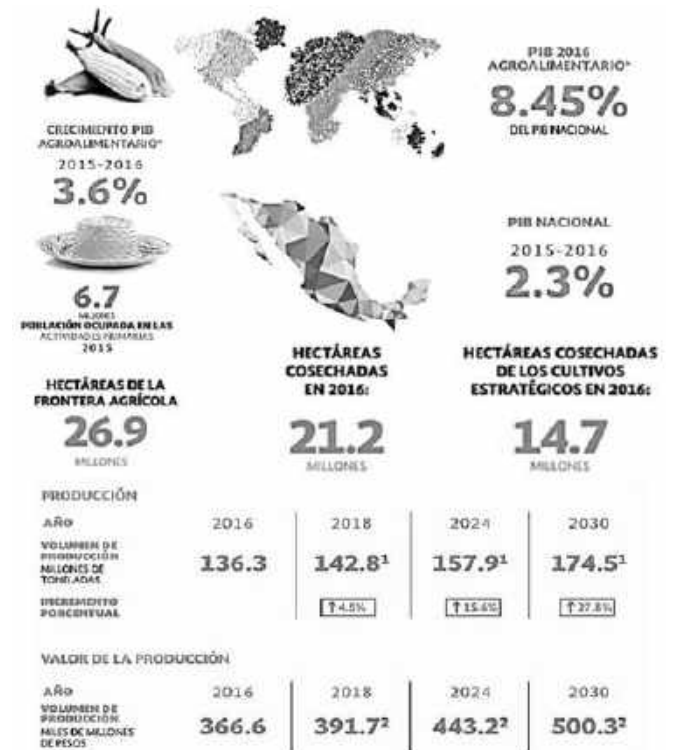 CRECIMIENTO PIB
AGROALIMENTARIO*
2015-2016
3.6%
PIB 2016
AGROALIMENTARIO*
8.45%
DEL PIB NACIONAL
6.7
MILLONES
POBLACIÓN OCUPADA EN LAS
ACTIVIDADES PRIMARIAS
2015
PIB NACIONAL
2015-2016
2.3%
HECTÁREAS DE LA
FRONTERA AGRÍCOLA
26.9
MILLONES
HECTÁREAS
COSECHADAS
EN 2016:
21.2
MILLONES
HECTÁREAS COSECHADAS
DE LOS CULTIVOS
ESTRATÉGICOS EN 2016:
14.7
MILLONES
PRODUCCIÓN
AÑO 2016 2018 2024 2030
VOLUMEN DE
PRODUCCIÓN
MILLONES DE
TONELADAS
136.3 142.8¹ 157.9¹ 174.5¹
INCREMENTO
PORCENTUAL
↑4.5% ↑15.6% ↑27.8%
VALOR DE LA PRODUCCIÓN
AÑO 2016 2018 2024 2030
VOLUMEN DE
PRODUCCIÓN
MILES DE MILLONES
DE PESOS
366.6 391.7² 443.2² 500.3²